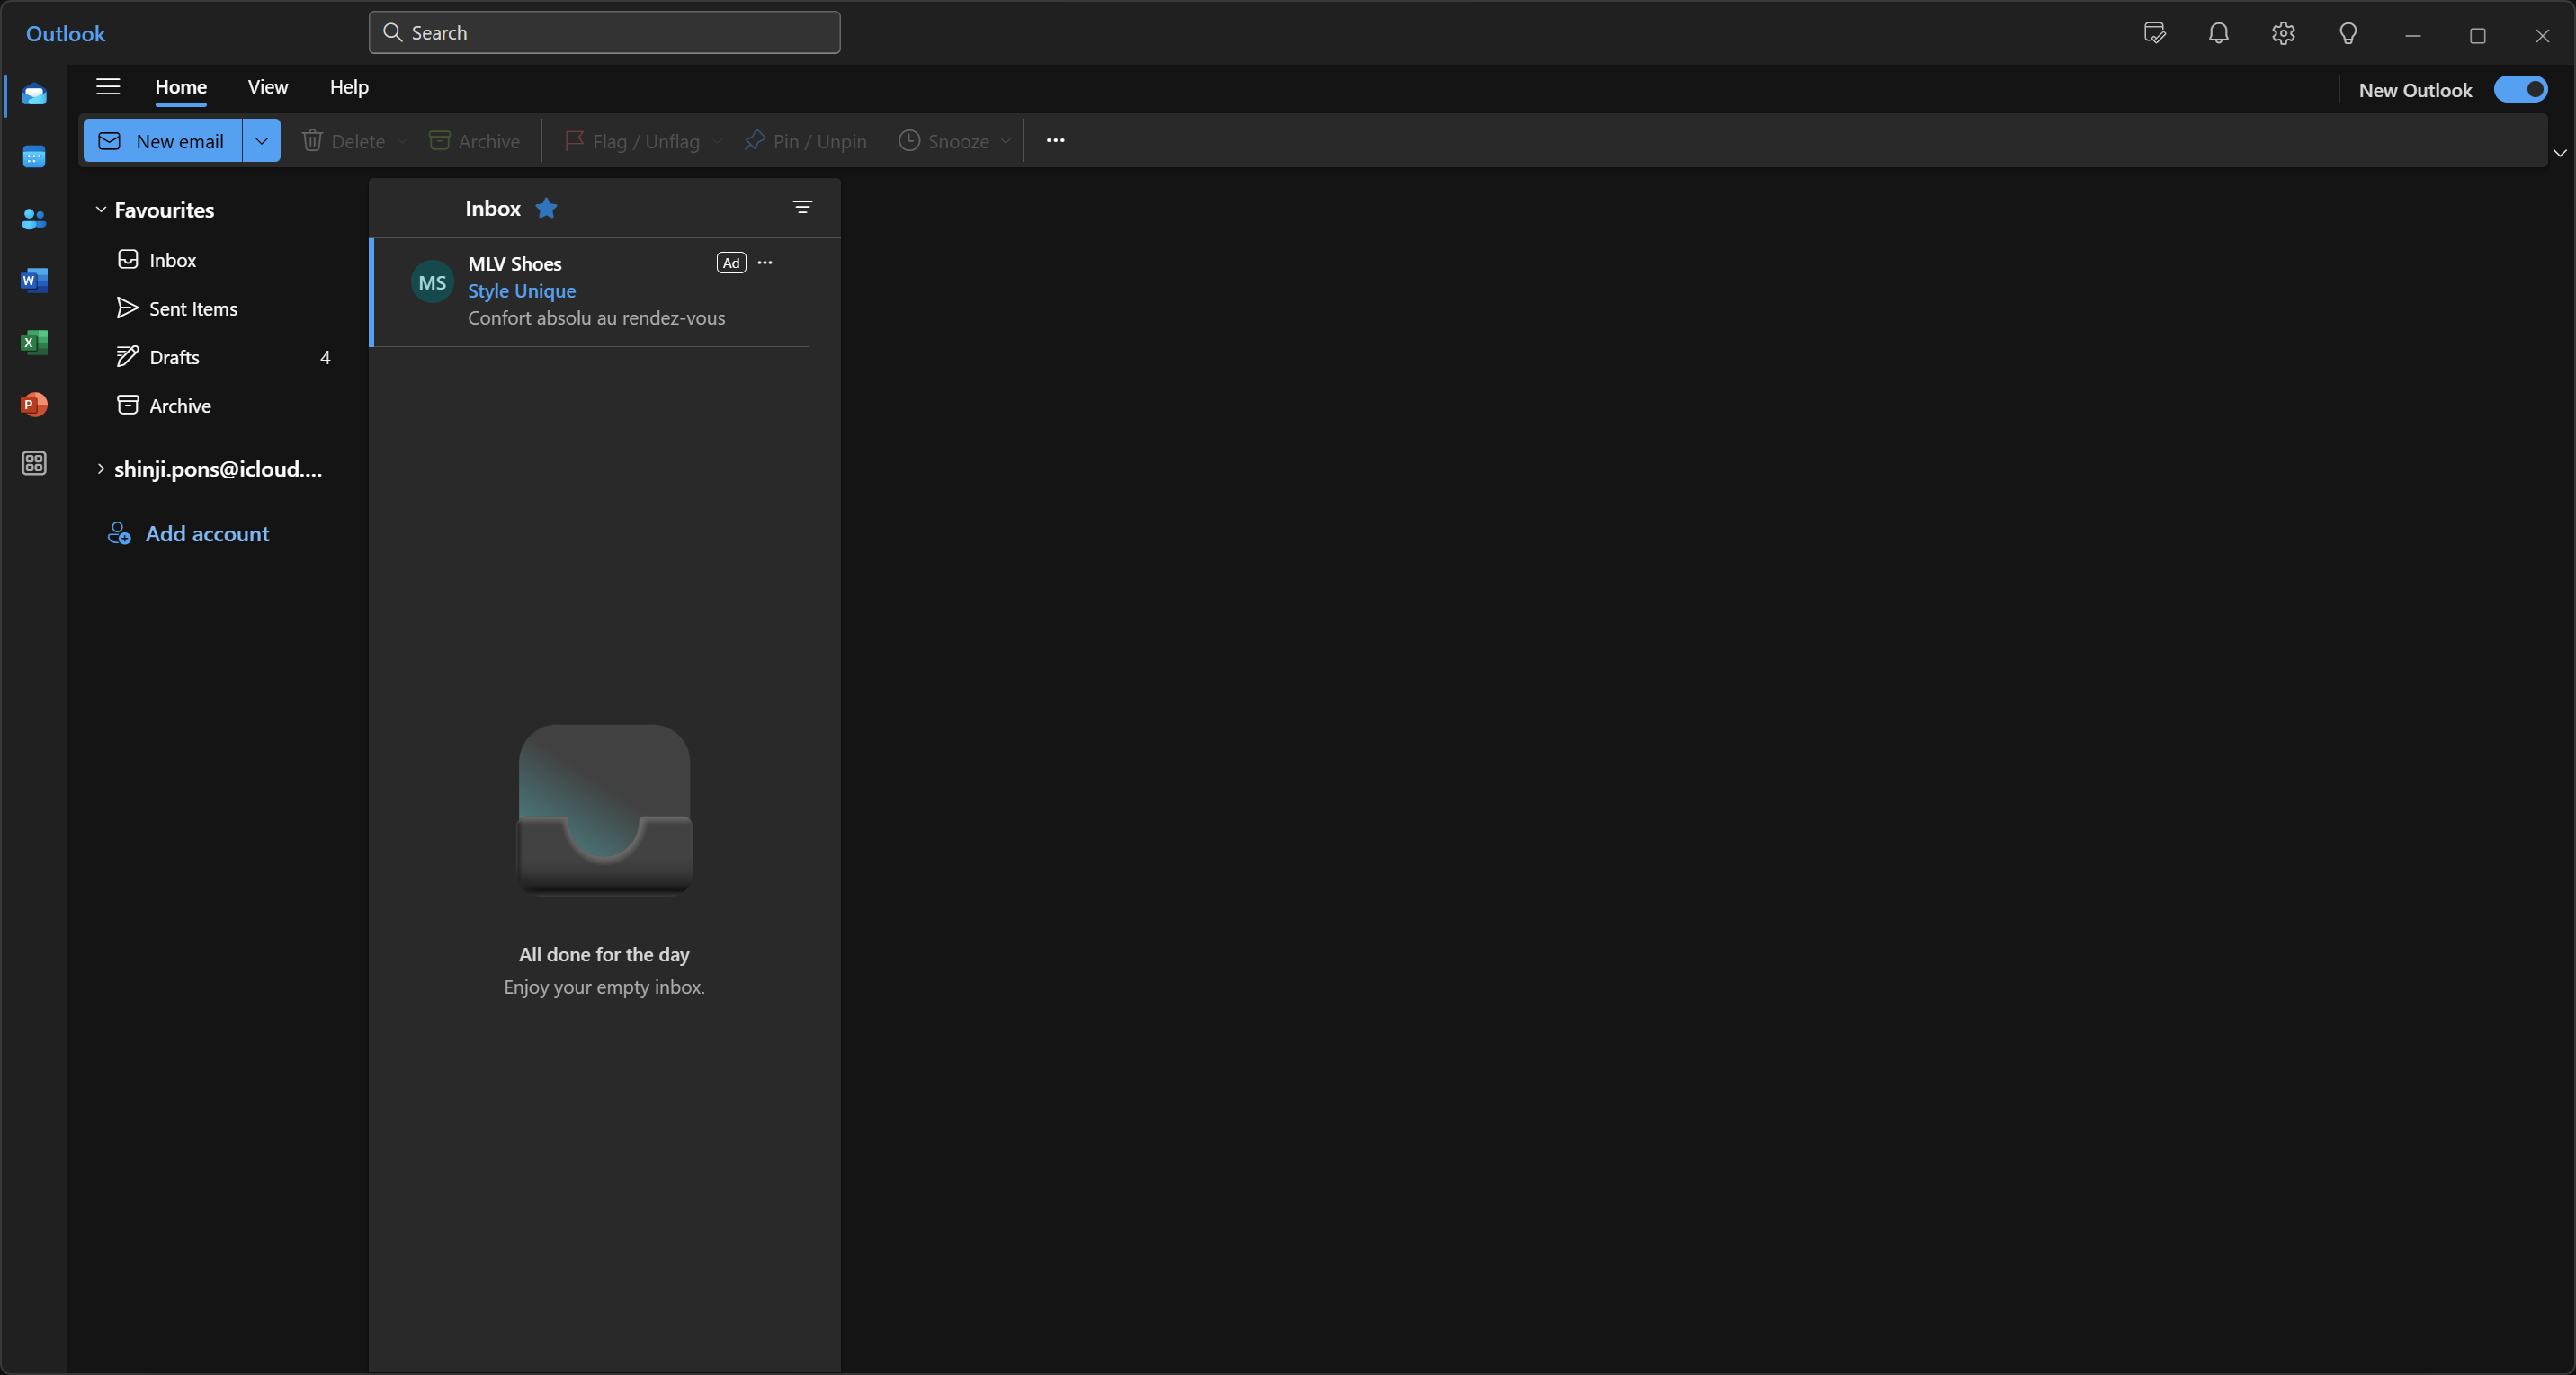 Outlook
Search
Home View Help
New Outlook
New email
Delete
Archive
Flag / Unflag
Pin / Unpin
Snooze
Favourites
Inbox
Sent Items
Drafts 4
Archive
shinji.pons@icloud....
Add account
Inbox
MS
MLV Shoes
Ad
Style Unique
Confort absolu au rendez-vous
All done for the day
Enjoy your empty inbox.
W
X
P